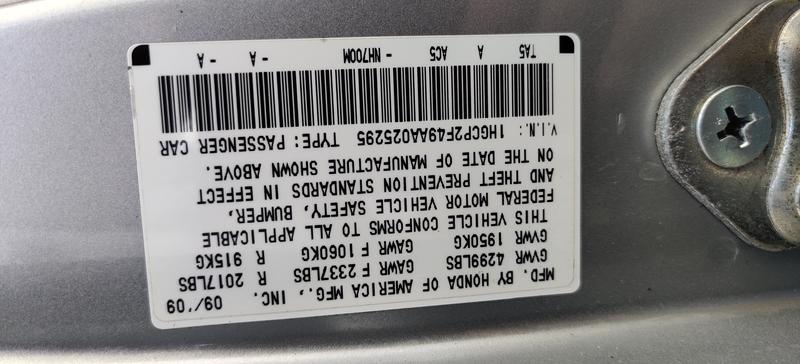 MFD. BY HONDA OF AMERICA MFG., INC. 09/'09
GVWR 4299LBS GAWR F 2337LBS R 2017LBS
GVWR 1950KG GAWR F 1060KG R 915KG
THIS VEHICLE CONFORMS TO ALL APPLICABLE
FEDERAL MOTOR VEHICLE SAFETY, BUMPER,
AND THEFT PREVENTION STANDARDS IN EFFECT
ON THE DATE OF MANUFACTURE SHOWN ABOVE.
V.I.N.: 1HGCP2F49AA025295 TYPE: PASSENGER CAR
TA5 A AC5 NH700M - A - A -